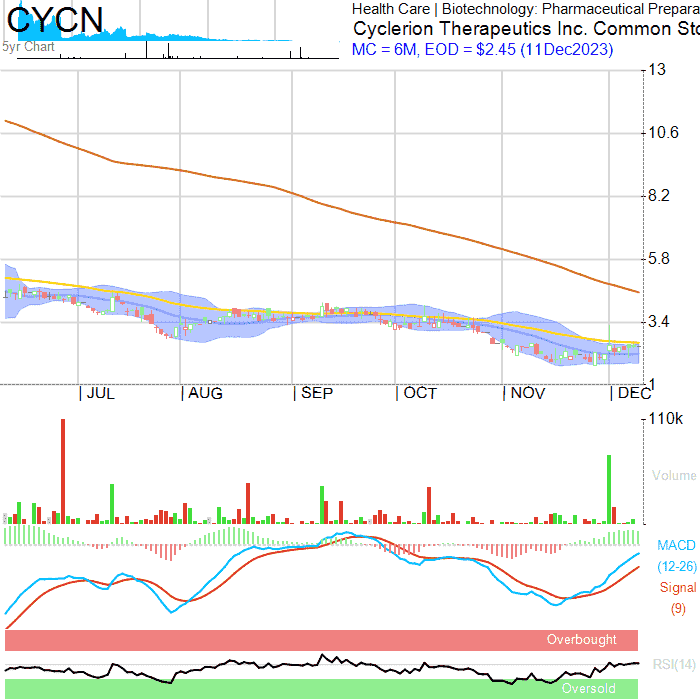 CYCN
5yr Chart
Health Care | Biotechnology: Pharmaceutical Prepara
Cyclerion Therapeutics Inc. Common Sto
MC = 6M, EOD = $2.45 (11Dec2023)
13
10.6
8.2
5.8
3.4
1
JUL AUG SEP OCT NOV DEC
110k
Volume
MACD
(12-26)
Signal
(9)
Overbought
RSI(14)
Oversold